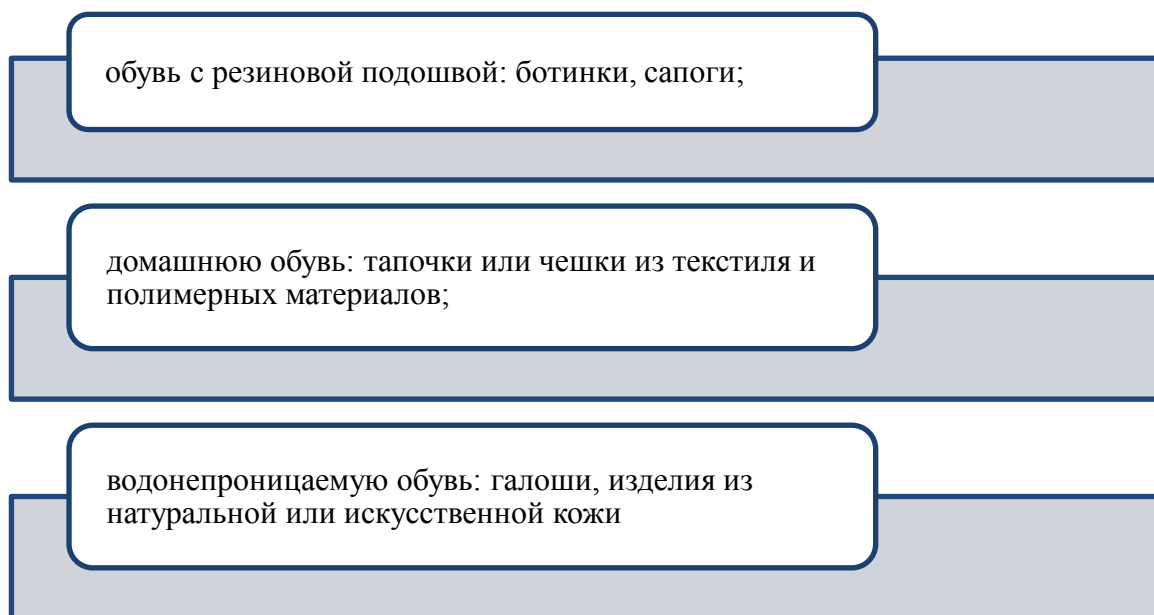 обувь с резиновой подошвой: ботинки, сапоги;
домашнюю обувь: тапочки или чешки из текстиля и
полимерных материалов;
водонепроницаемую обувь: галоши, изделия из
натуральной или искусственной кожи